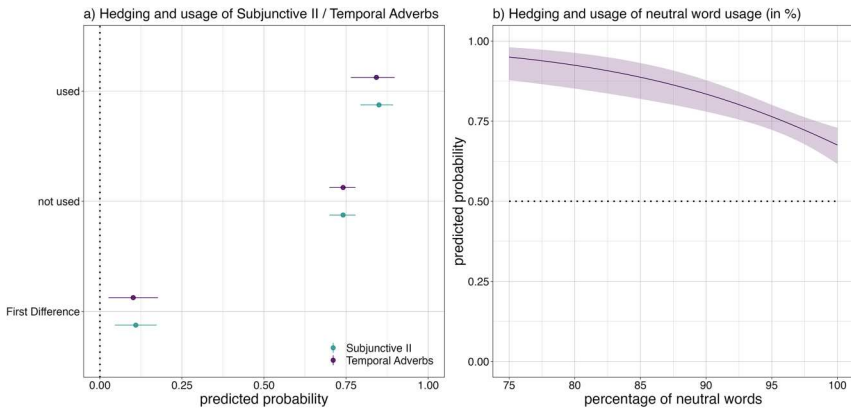 a) Hedging and usage of Subjunctive II / Temporal Adverbs
used
not used
First Difference
Subjunctive II
Temporal Adverbs
0.00 0.25 0.50 0.75 1.00
predicted probability
b) Hedging and usage of neutral word usage (in %)
predicted probability
1.00
0.75
0.50
0.25
0.00
75 80 85 90 95 100
percentage of neutral words